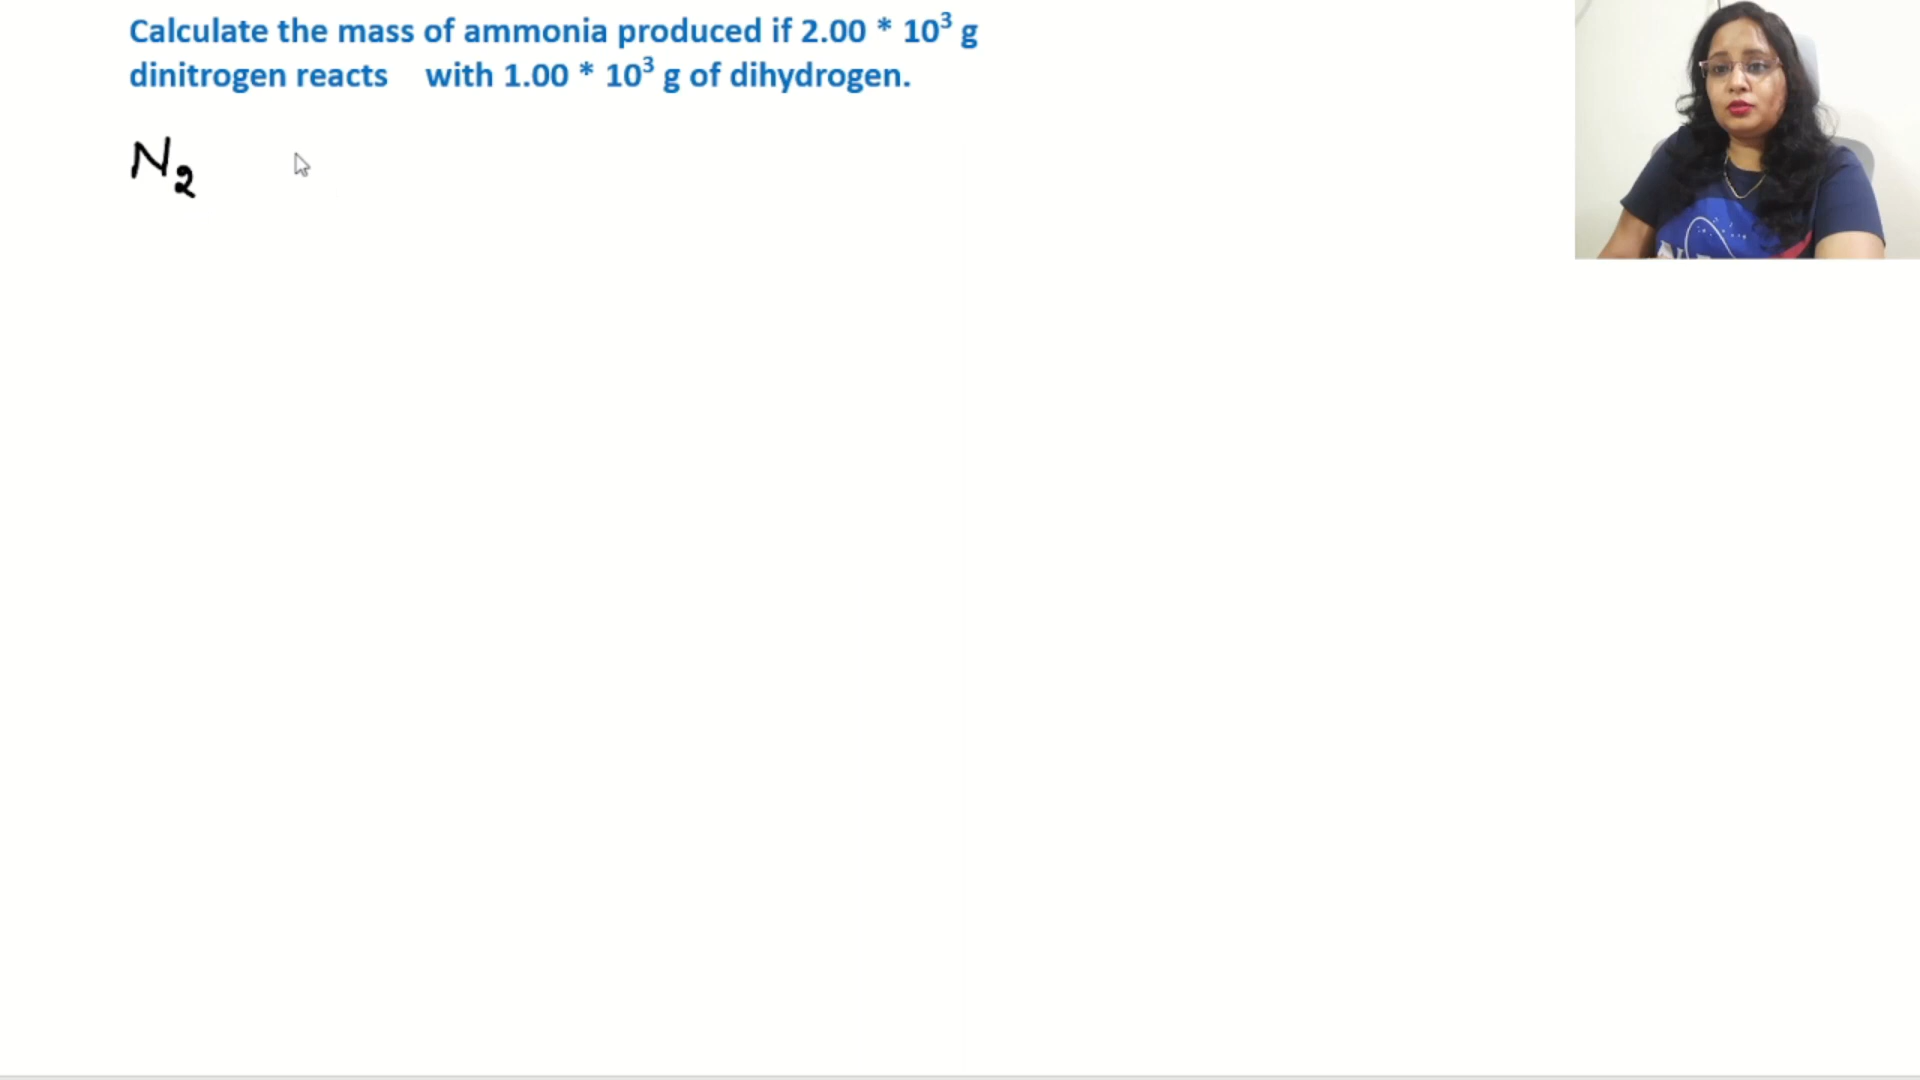 Calculate the mass of ammonia produced if 2.00 * 10³ g
dinitrogen reacts with 1.00 * 10³ g of dihydrogen.
N₂